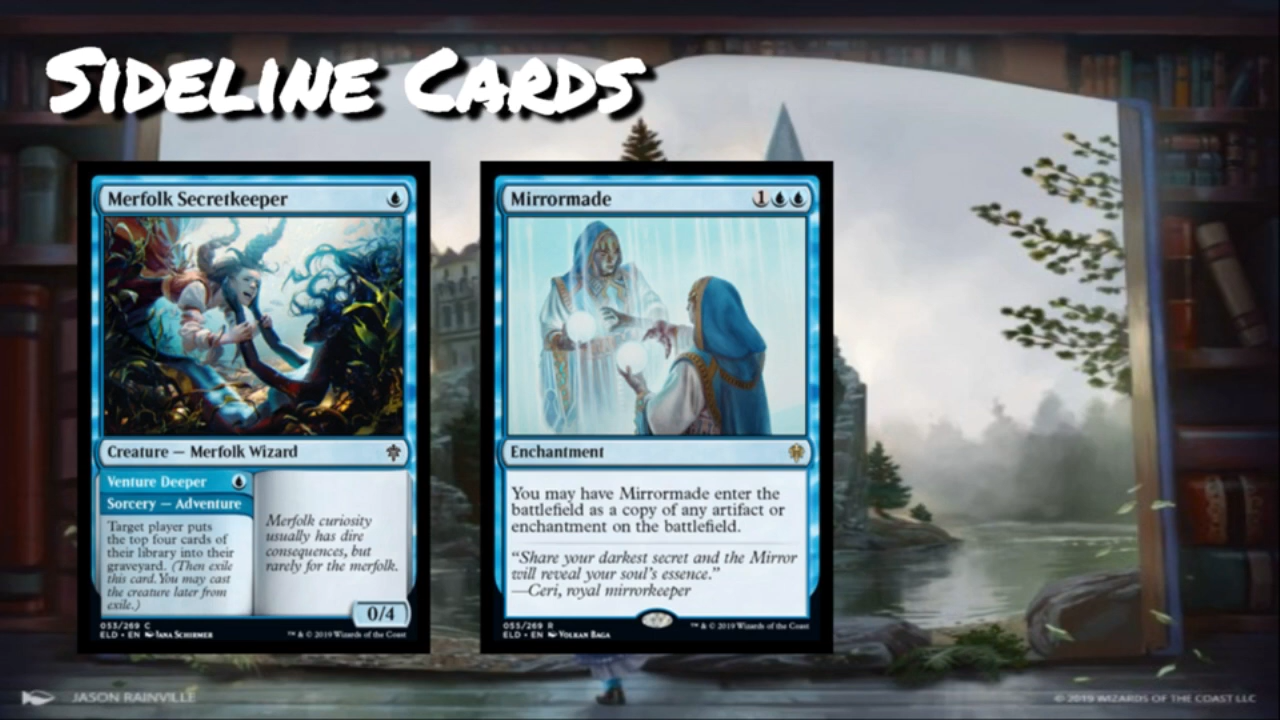 Sideline Cards
Merfolk Secretkeeper
Creature — Merfolk Wizard
Venture Deeper
Sorcery — Adventure
Target player puts
the top four cards of
their library into their
graveyard. (Then exile
this card. You may cast
the creature later from
exile.)
Merfolk curiosity
usually has dire
consequences, but
rarely for the merfolk.
0/4
053/269 C
ELD • EN Jana Schirmer
™ & © 2019 Wizards of the Coast
Mirrormade
1
Enchantment
You may have Mirrormade enter the
battlefield as a copy of any artifact or
enchantment on the battlefield.
“Share your darkest secret and the Mirror
will reveal your soul’s essence.”
—Ceri, royal mirrorkeeper
055/269 R
ELD • EN Volkan Baga
™ & © 2019 Wizards of the Coast
JASON RAINVILLE
© 2019 WIZARDS OF THE COAST LLC